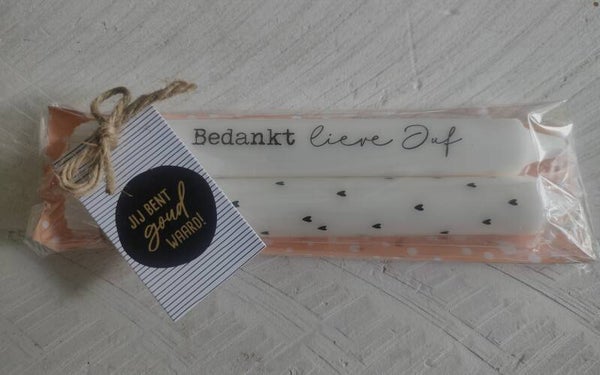 Bedankt lieve Juf
JIJ BENT
goud
WAARD!